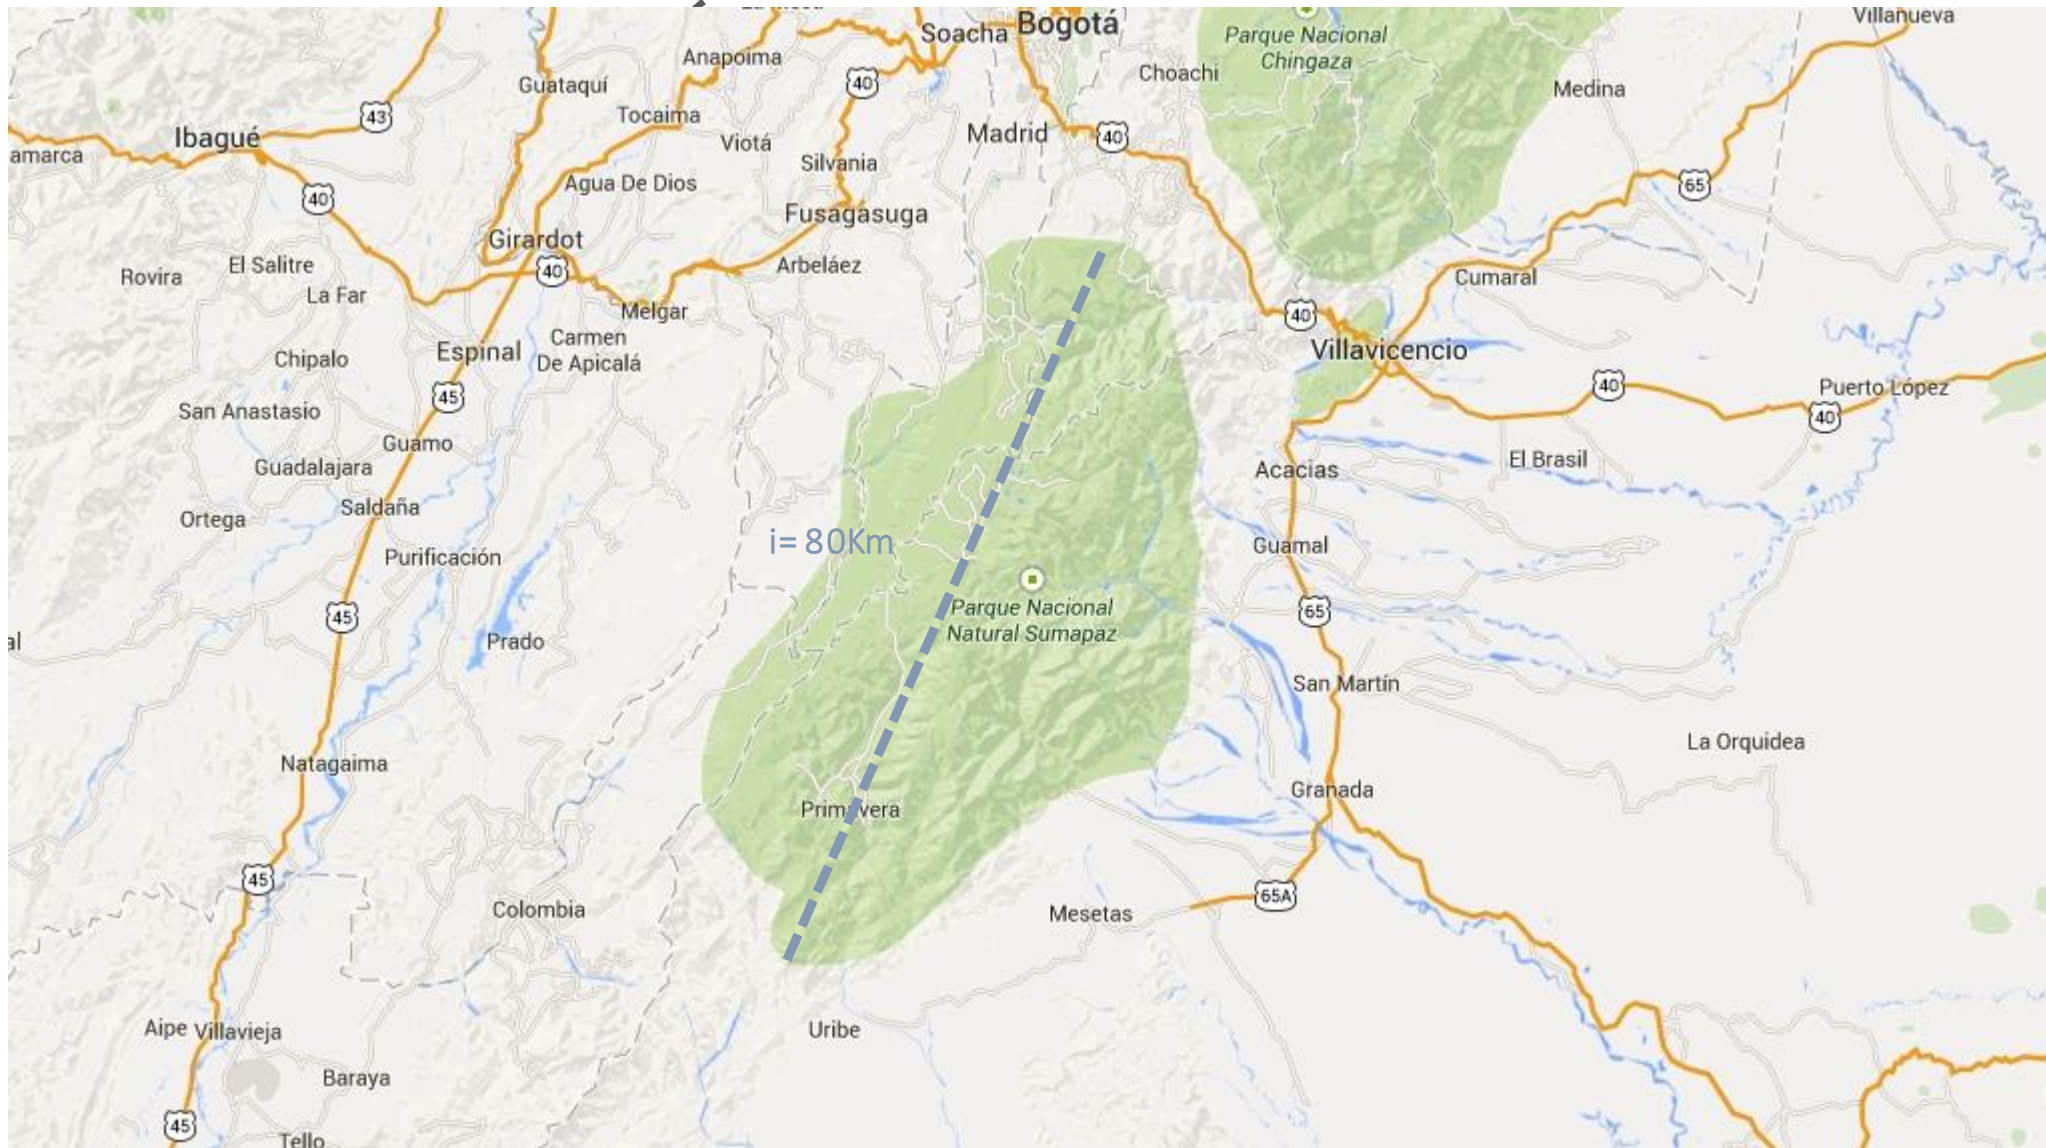 Bogotá
Soacha
Villanueva
Parque Nacional
Chingaza
Anapoima
Choachi
40
Guataquí
Medina
43
Tocaima
Ibagué
Madrid
40
Viotá
amarca
Silvania
Agua De Dios
65
40
Fusagasuga
Girardot
El Salitre
Arbeláez
40
Rovira
Cumaral
La Far
Melgar
40
Carmen
De Apicalá
Espinal
Villavicencio
Chipalo
40
Puerto López
45
San Anastasio
40
Guamo
El Brasil
Guadalajara
Acacias
Saldaña
Ortega
i= 80Km
Guamal
Purificación
Parque Nacional
Natural Sumapaz
65
45
al
Prado
San Martín
La Orquidea
Natagaima
Granada
Primavera
45
65A
Colombia
Mesetas
Aipe
Villavieja
Uribe
Baraya
45
Tello